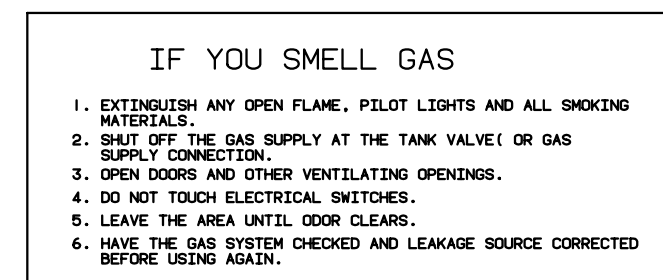 IF YOU SMELL GAS
1. EXTINGUISH ANY OPEN FLAME, PILOT LIGHTS AND ALL SMOKING
MATERIALS.
2. SHUT OFF THE GAS SUPPLY AT THE TANK VALVE( OR GAS
SUPPLY CONNECTION.
3. OPEN DOORS AND OTHER VENTILATING OPENINGS.
4. DO NOT TOUCH ELECTRICAL SWITCHES.
5. LEAVE THE AREA UNTIL ODOR CLEARS.
6. HAVE THE GAS SYSTEM CHECKED AND LEAKAGE SOURCE CORRECTED
BEFORE USING AGAIN.